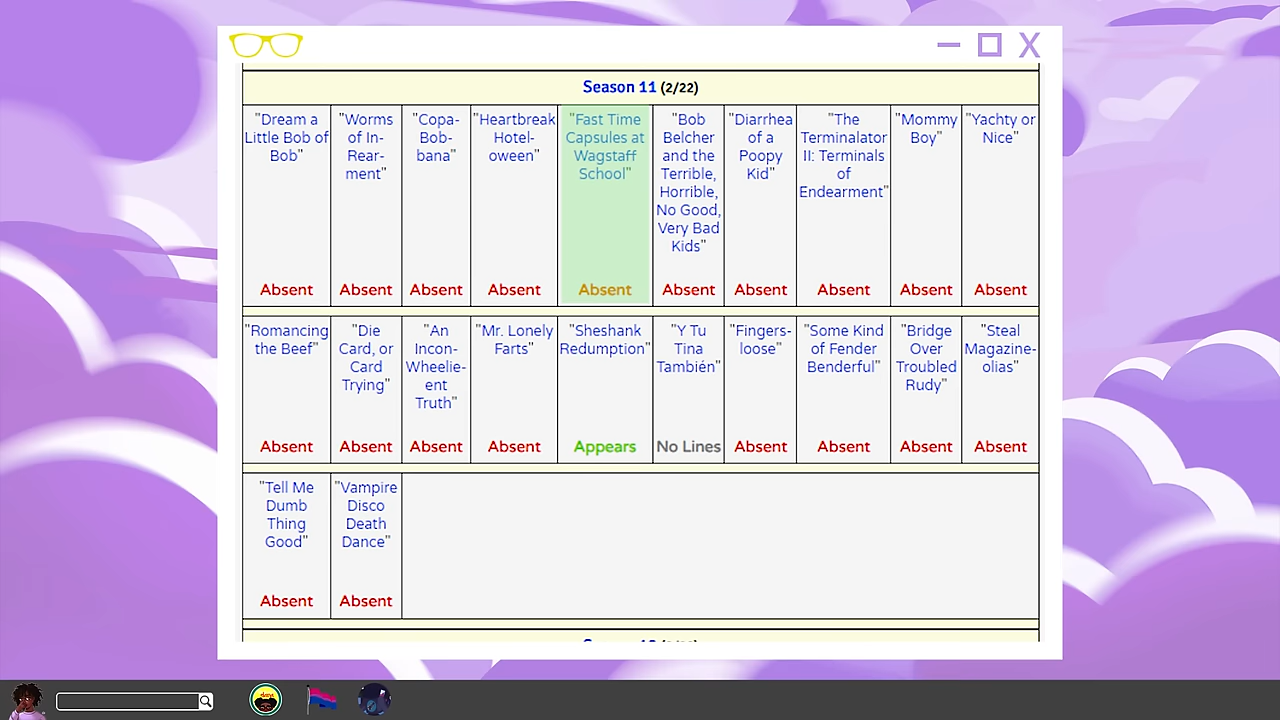 Season 11 (2/22)
"Dream a
Little Bob of
Bob"
Absent
"Worms
of In-
Rear-
ment"
Absent
"Copa-
Bob-
bana"
Absent
"Heartbreak
Hotel-
oween"
Absent
"Fast Time
Capsules at
Wagstaff
School"
Absent
"Bob
Belcher
and the
Terrible,
Horrible,
No Good,
Very Bad
Kids"
Absent
"Diarrhea
of a
Poopy
Kid"
Absent
"The
Terminalator
II: Terminals
of
Endearment"
Absent
"Mommy
Boy"
Absent
"Yachty or
Nice"
Absent
"Romancing
the Beef"
Absent
"Die
Card, or
Card
Trying"
Absent
"An
Incon-
Wheelie-
ent
Truth"
Absent
"Mr. Lonely
Farts"
Absent
"Sheshank
Redumption"
Appears
"Y Tu
Tina
También"
No Lines
"Fingers-
loose"
Absent
"Some Kind
of Fender
Benderful"
Absent
"Bridge
Over
Troubled
Rudy"
Absent
"Steal
Magazine-
olias"
Absent
"Tell Me
Dumb
Thing
Good"
Absent
"Vampire
Disco
Death
Dance"
Absent